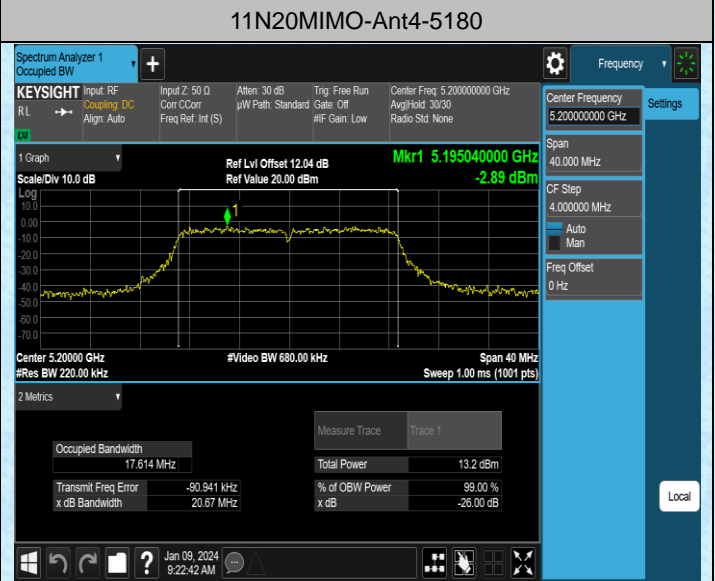 11N20MIMO-Ant4-5180
Spectrum Analyzer 1
Occupied BW
Frequency
KEYSIGHT
RL
Input: RF
Coupling: DC
Align: Auto
Input Z: 50 Ω
Corr CCorr
Freq Ref: Int (S)
Atten: 30 dB
µW Path: Standard
Trig: Free Run
Gate: Off
#IF Gain: Low
Center Freq: 5.200000000 GHz
Avg|Hold: 30/30
Radio Std: None
Center Frequency
5.200000000 GHz
Settings
Span
40.000 MHz
CF Step
4.000000 MHz
Auto
Man
Freq Offset
0 Hz
1 Graph
Ref Lvl Offset 12.04 dB
Mkr1 5.195040000 GHz
Scale/Div 10.0 dB
Ref Value 20.00 dBm
-2.89 dBm
Log
10.0
0.00
-10.0
-20.0
-30.0
-40.0
-50.0
-60.0
-70.0
1
Center 5.20000 GHz
#Video BW 680.00 kHz
Span 40 MHz
#Res BW 220.00 kHz
Sweep 1.00 ms (1001 pts)
2 Metrics
Measure Trace
Trace 1
Occupied Bandwidth
17.614 MHz
Total Power
13.2 dBm
Transmit Freq Error
-90.941 kHz
% of OBW Power
99.00 %
x dB Bandwidth
20.67 MHz
x dB
-26.00 dB
Local
?
Jan 09, 2024
9:22:42 AM